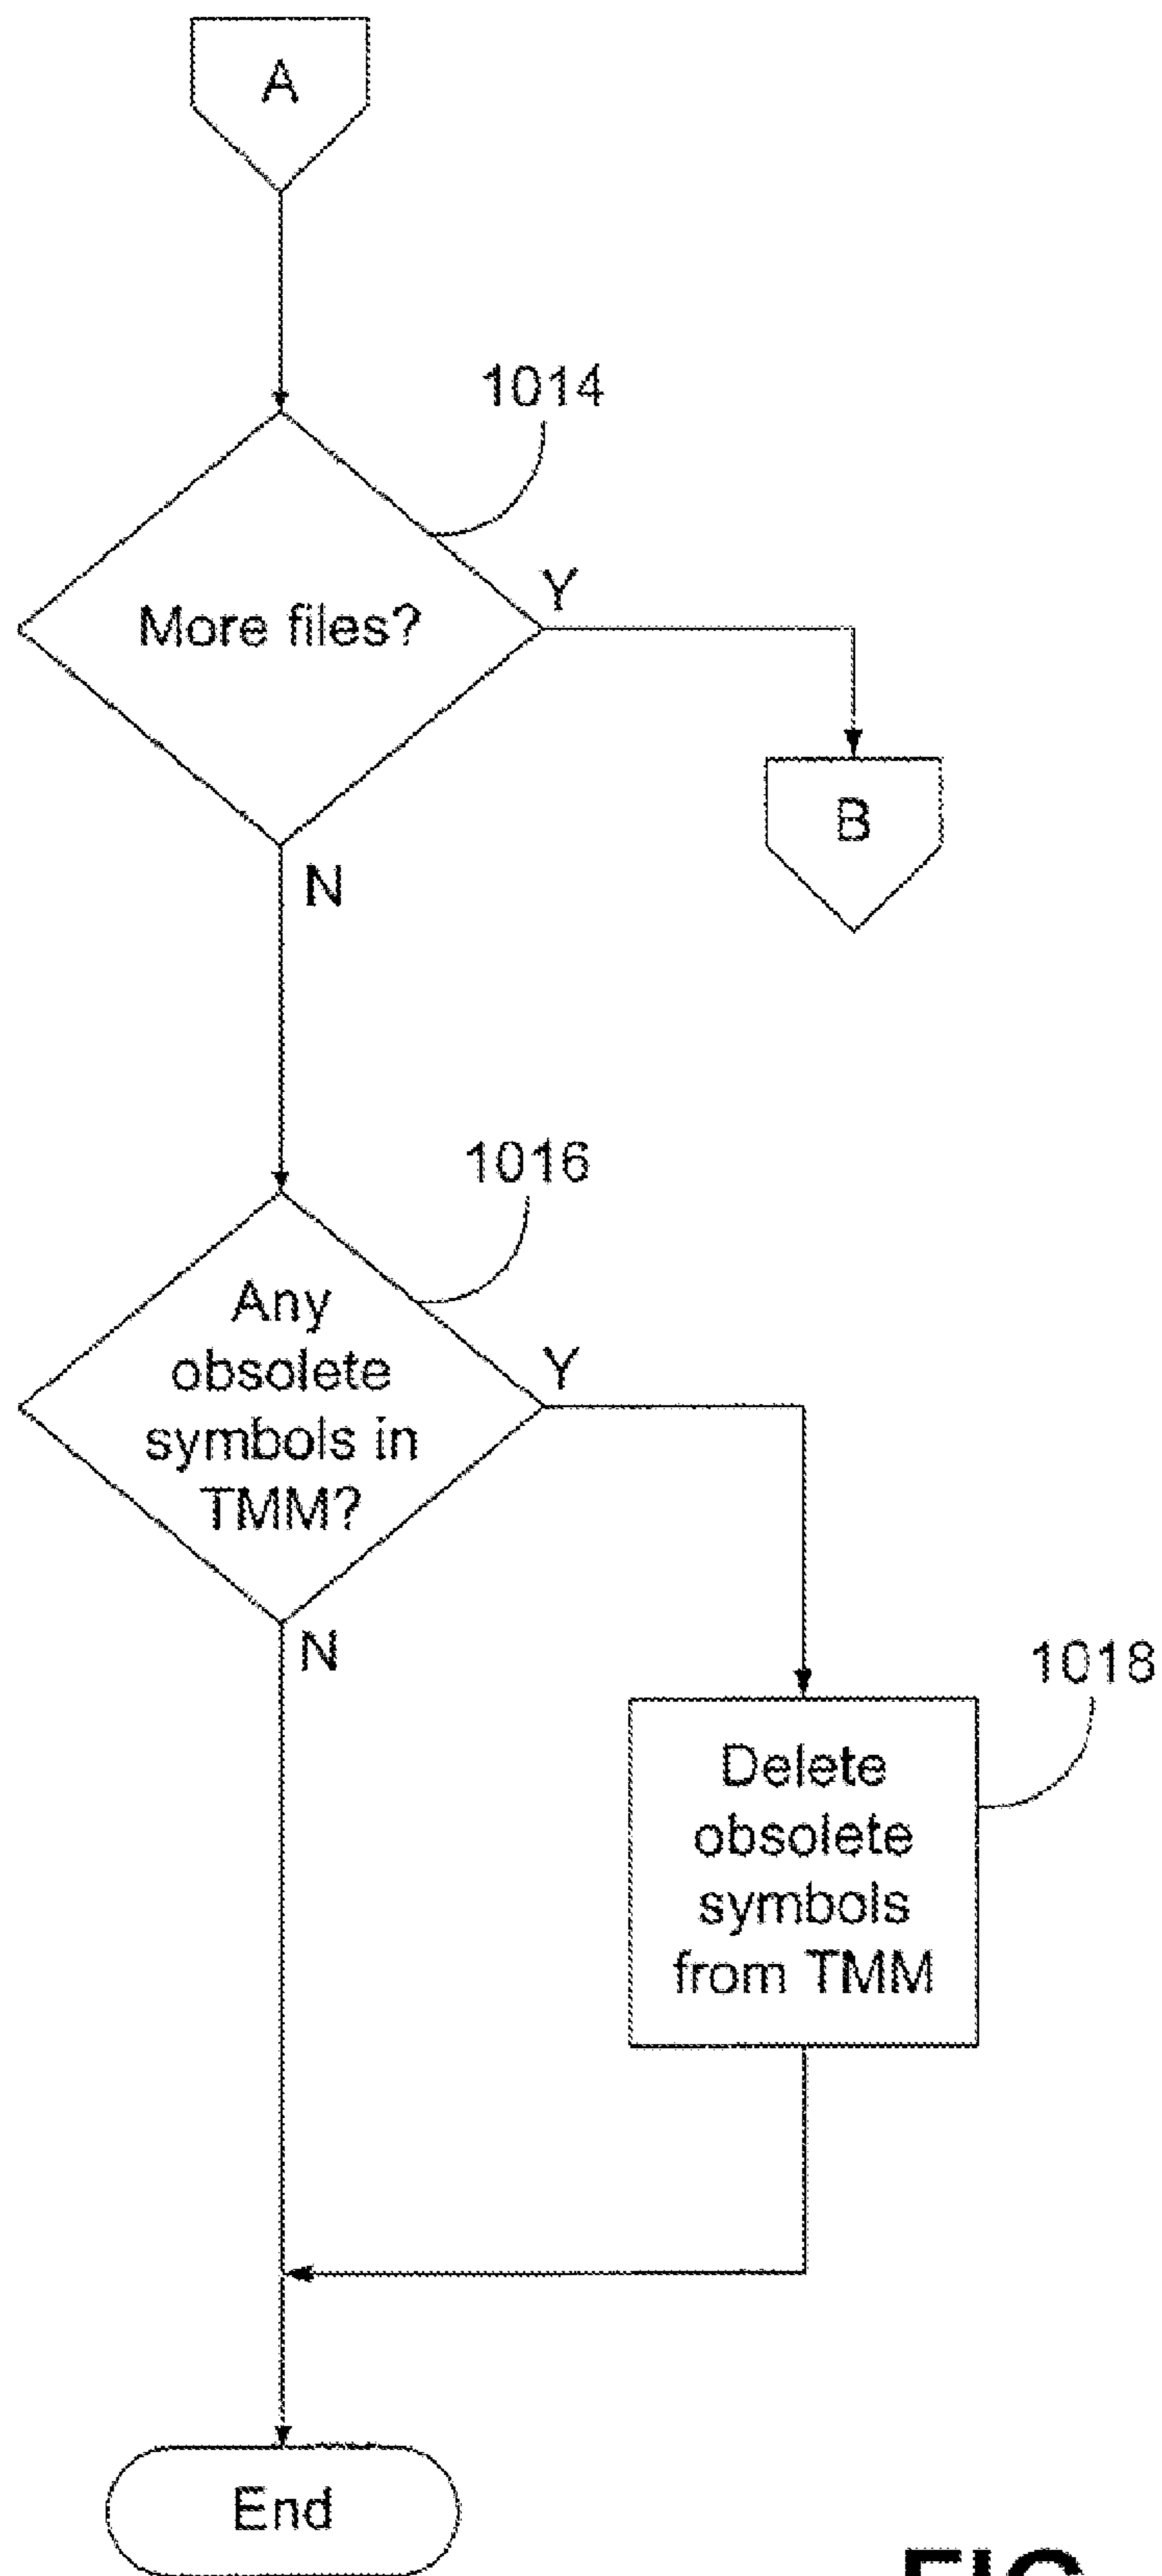 A
1014
More files?
Y
B
N
1016
Any
obsolete
symbols in
TMM?
Y
N
1018
Delete
obsolete
symbols
from TMM
End